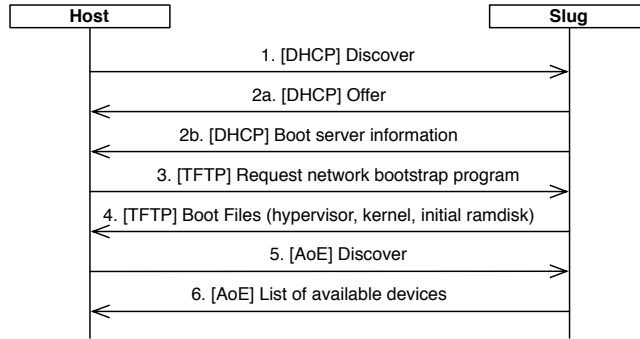 Host
Slug
1. [DHCP] Discover
2a. [DHCP] Offer
2b. [DHCP] Boot server information
3. [TFTP] Request network bootstrap program
4. [TFTP] Boot Files (hypervisor, kernel, initial ramdisk)
5. [AoE] Discover
6. [AoE] List of available devices